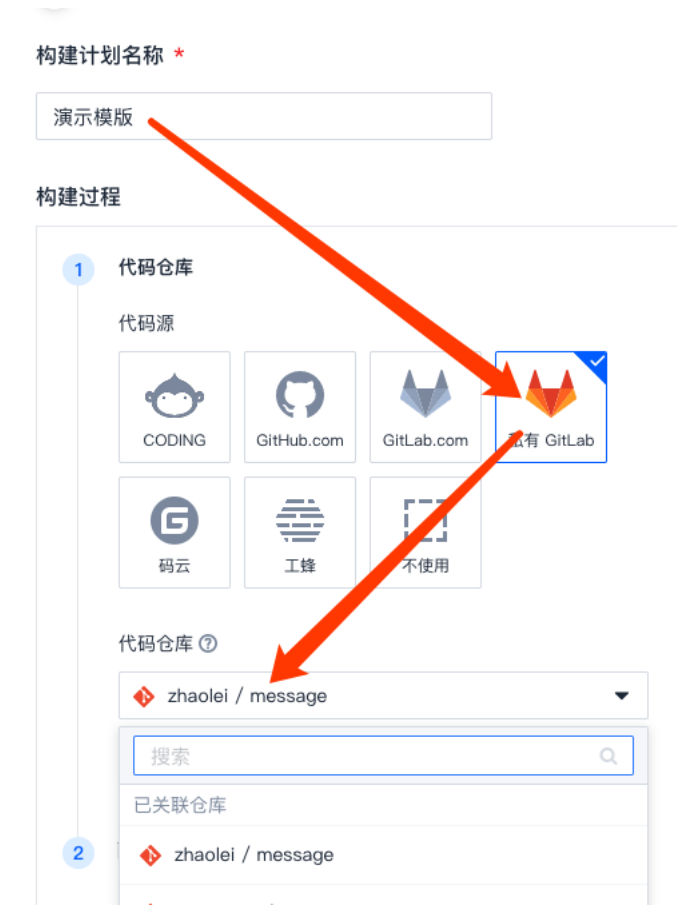 构建计划名称 *
演示模版
构建过程
1 代码仓库
代码源
CODING GitHub.com GitLab.com 私有 GitLab
码云 工蜂 不使用
代码仓库 ?
zhaolei / message
搜索
已关联仓库
2 zhaolei / message